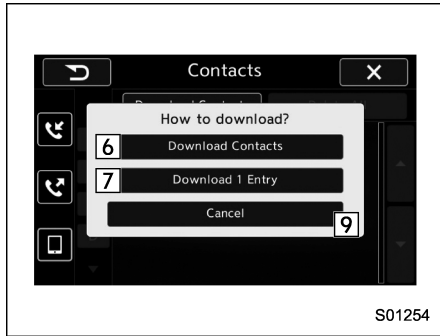 Contacts
How to download?
6 Download Contacts
7 Download 1 Entry
Cancel
9
S01254